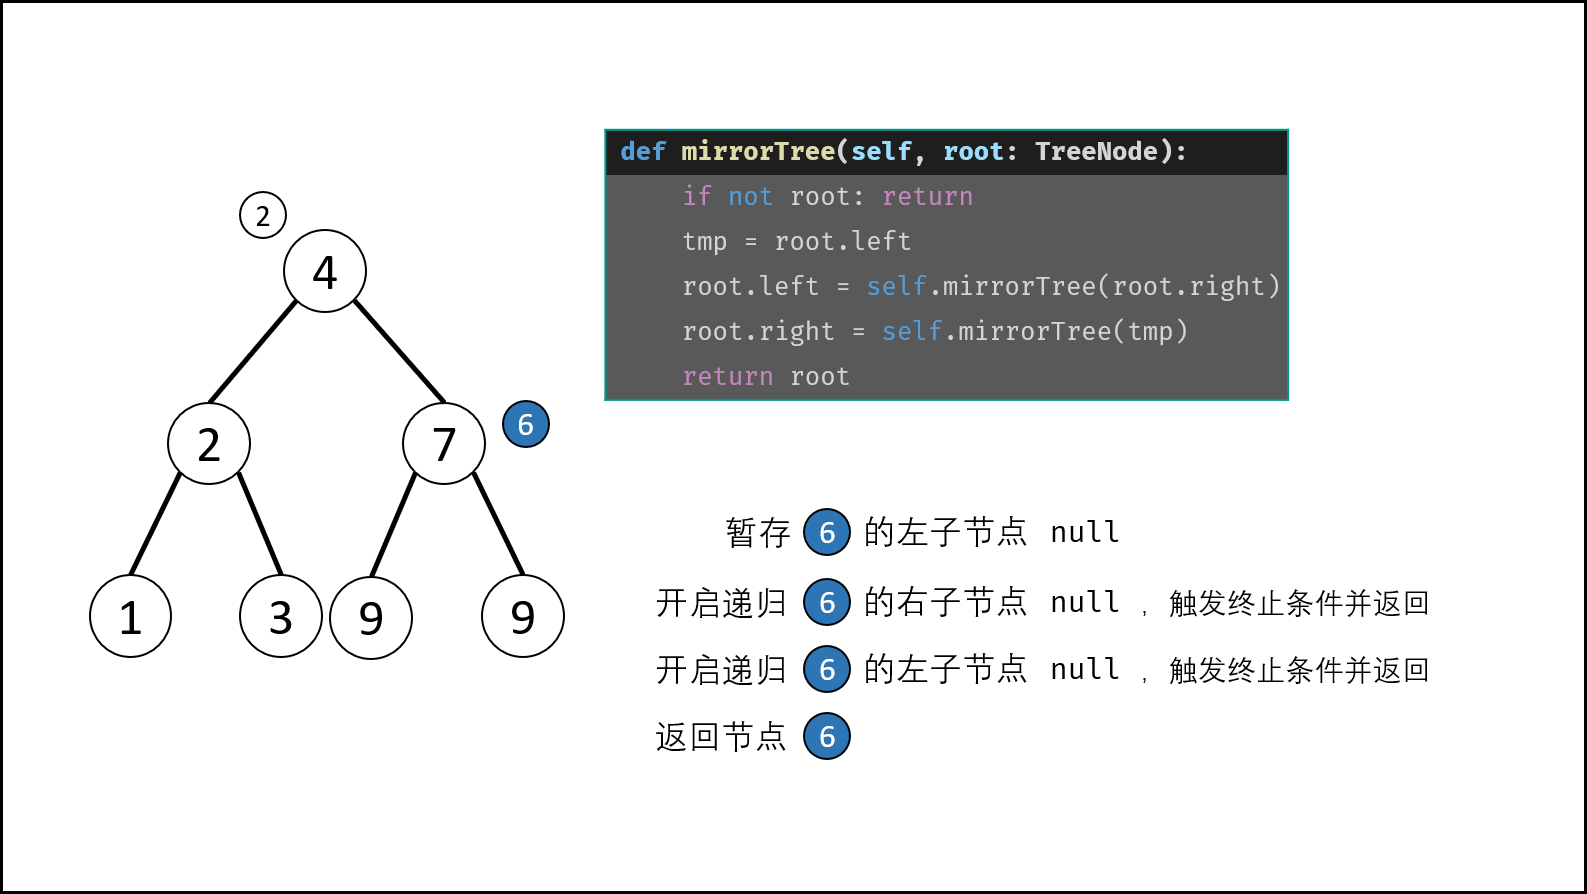 def mirrorTree(self, root: TreeNode):
if not root: return
tmp = root.left
root.left = self.mirrorTree(root.right)
root.right = self.mirrorTree(tmp)
return root
2
4
2
7
6
1
3
9
9
暂存 6 的左子节点 null
开启递归 6 的右子节点 null ，触发终止条件并返回
开启递归 6 的左子节点 null ，触发终止条件并返回
返回节点 6